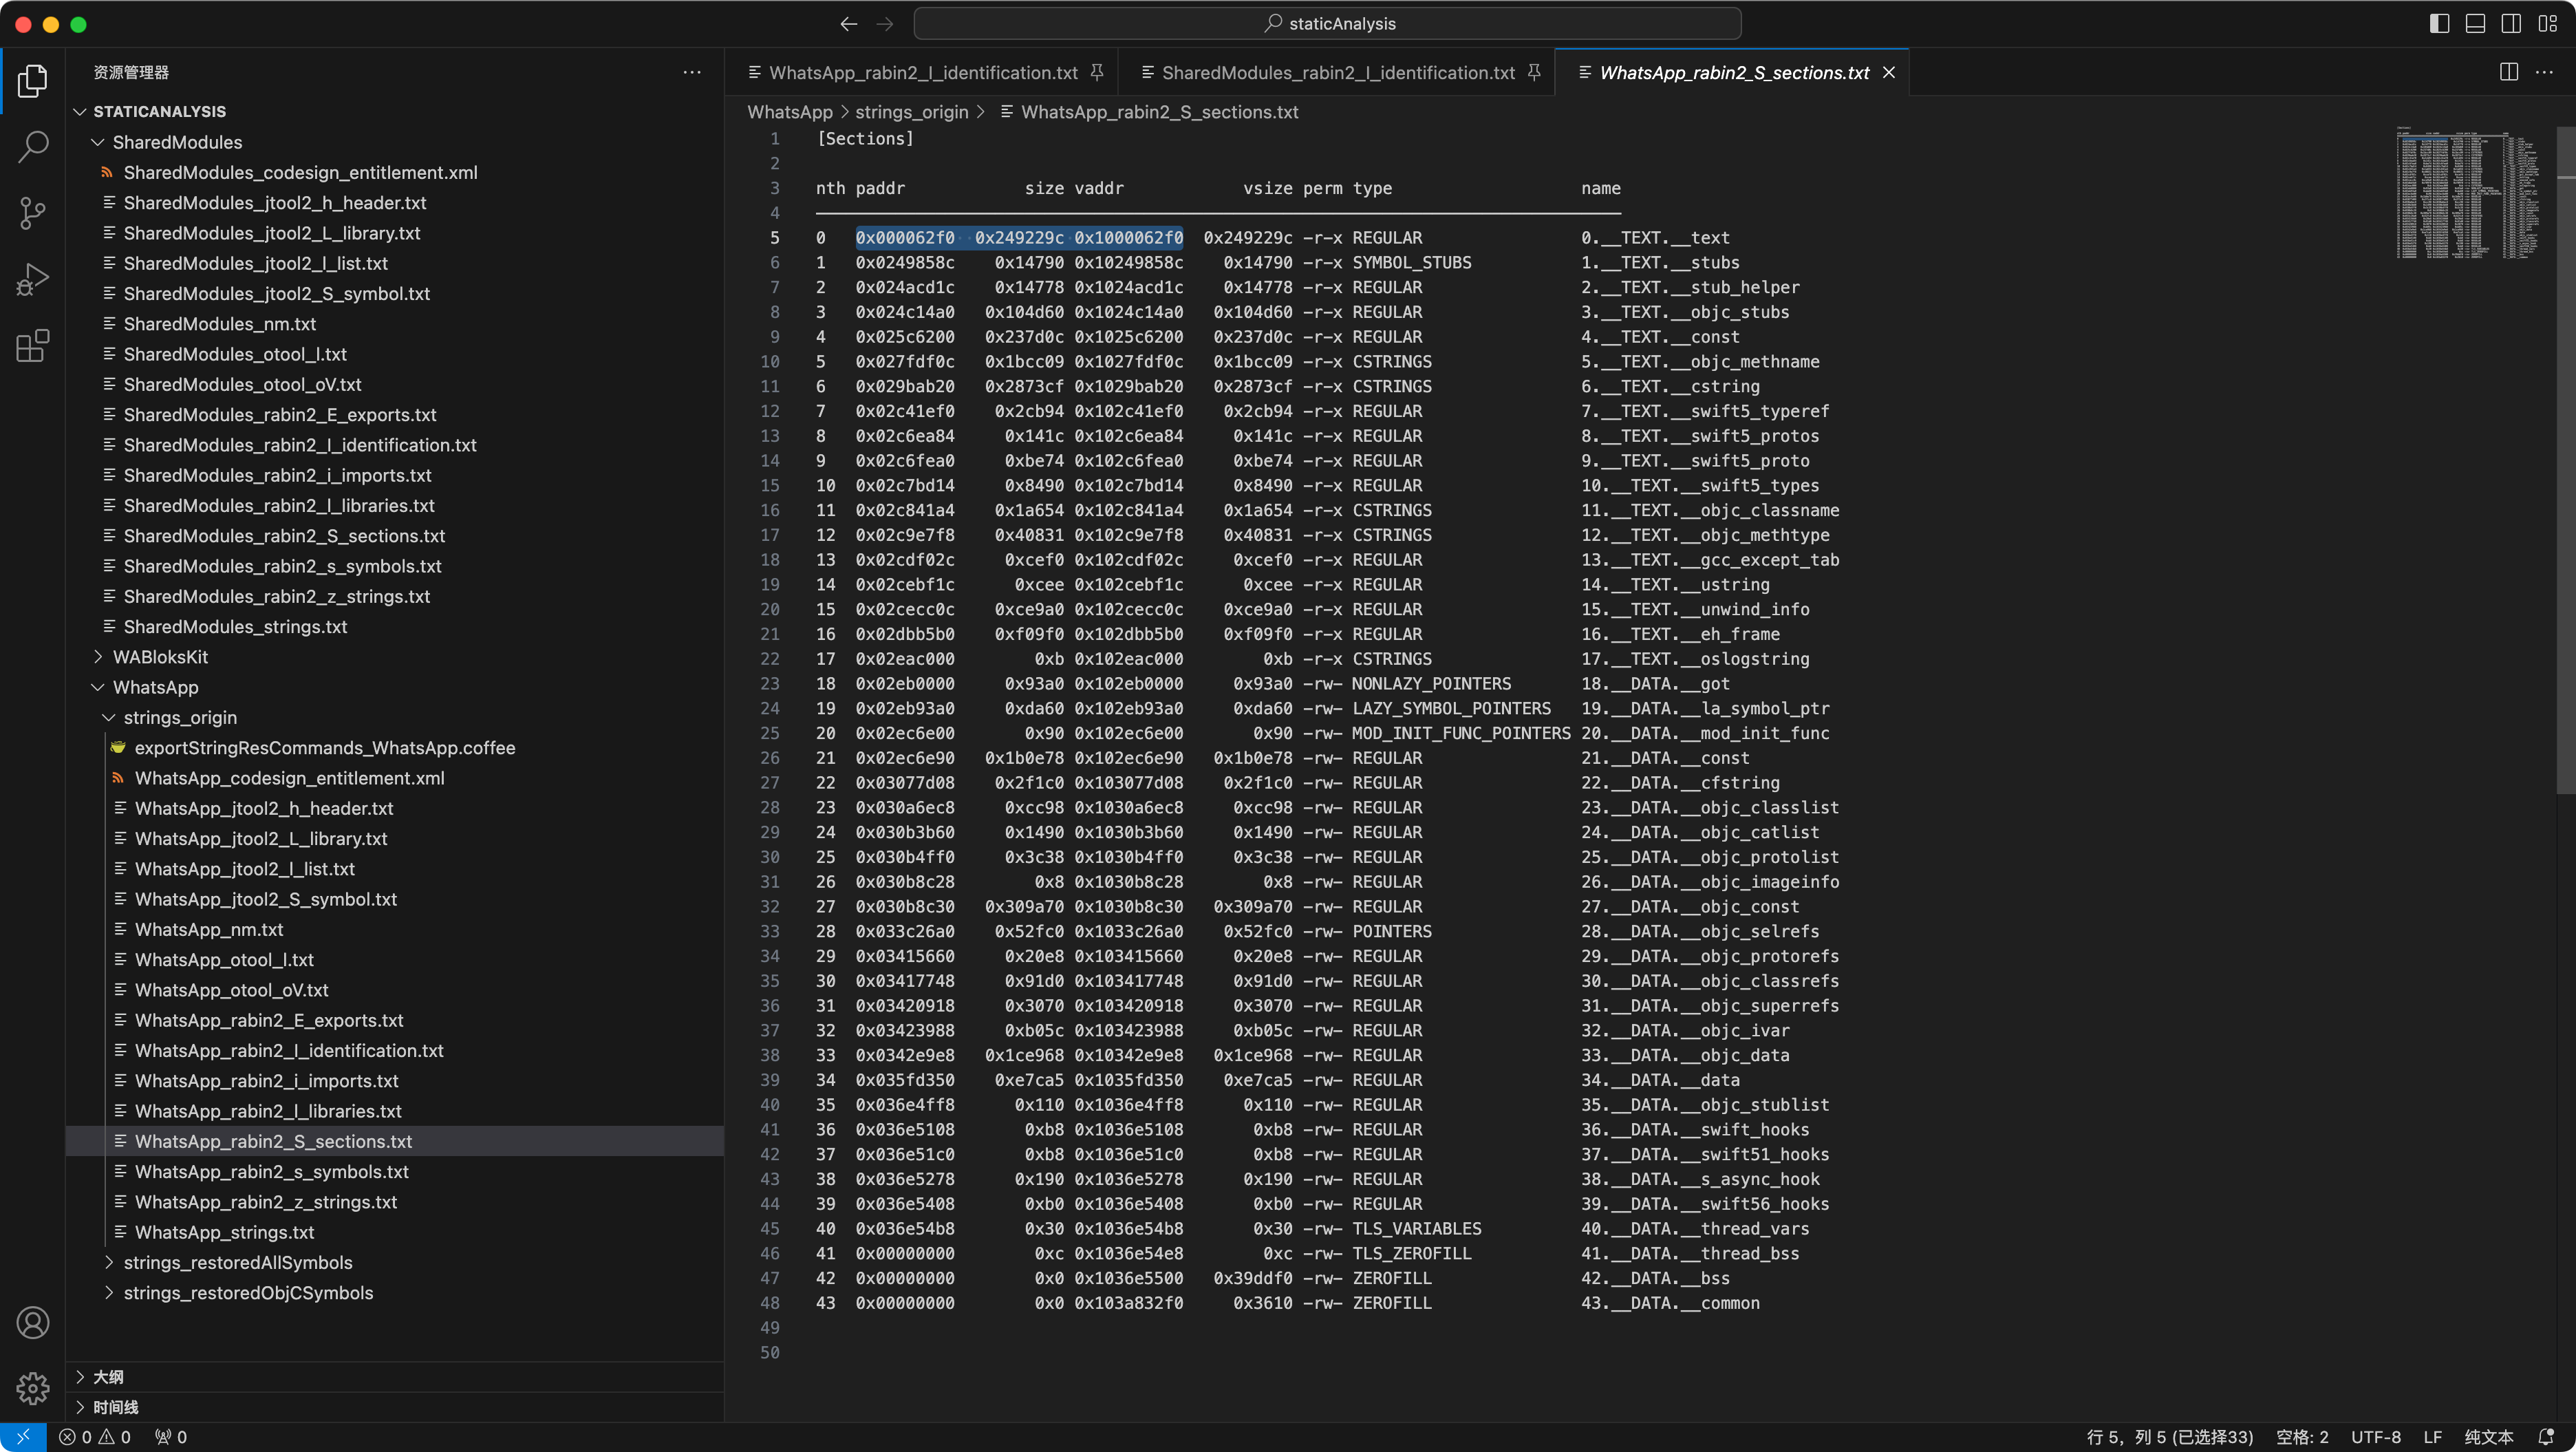 staticAnalysis
资源管理器
STATICANALYSIS
SharedModules
SharedModules_codesign_entitlement.xml
SharedModules_jtool2_h_header.txt
SharedModules_jtool2_L_library.txt
SharedModules_jtool2_l_list.txt
SharedModules_jtool2_S_symbol.txt
SharedModules_nm.txt
SharedModules_otool_l.txt
SharedModules_otool_oV.txt
SharedModules_rabin2_E_exports.txt
SharedModules_rabin2_I_identification.txt
SharedModules_rabin2_i_imports.txt
SharedModules_rabin2_l_libraries.txt
SharedModules_rabin2_S_sections.txt
SharedModules_rabin2_s_symbols.txt
SharedModules_rabin2_z_strings.txt
SharedModules_strings.txt
WABloksKit
WhatsApp
strings_origin
exportStringResCommands_WhatsApp.coffee
WhatsApp_codesign_entitlement.xml
WhatsApp_jtool2_h_header.txt
WhatsApp_jtool2_L_library.txt
WhatsApp_jtool2_l_list.txt
WhatsApp_jtool2_S_symbol.txt
WhatsApp_nm.txt
WhatsApp_otool_l.txt
WhatsApp_otool_oV.txt
WhatsApp_rabin2_E_exports.txt
WhatsApp_rabin2_I_identification.txt
WhatsApp_rabin2_i_imports.txt
WhatsApp_rabin2_l_libraries.txt
WhatsApp_rabin2_S_sections.txt
WhatsApp_rabin2_s_symbols.txt
WhatsApp_rabin2_z_strings.txt
WhatsApp_strings.txt
strings_restoredAllSymbols
strings_restoredObjCSymbols
大纲
时间线
WhatsApp_rabin2_I_identification.txt SharedModules_rabin2_I_identification.txt WhatsApp_rabin2_S_sections.txt
WhatsApp > strings_origin > WhatsApp_rabin2_S_sections.txt
1 [Sections]
2
3 nth paddr size vaddr vsize perm type name
4
5 0 0x000062f0 0x249229c 0x1000062f0 0x249229c -r-x REGULAR 0.__TEXT.__text
6 1 0x0249858c 0x14790 0x10249858c 0x14790 -r-x SYMBOL_STUBS 1.__TEXT.__stubs
7 2 0x024acd1c 0x14778 0x1024acd1c 0x14778 -r-x REGULAR 2.__TEXT.__stub_helper
8 3 0x024c14a0 0x104d60 0x1024c14a0 0x104d60 -r-x REGULAR 3.__TEXT.__objc_stubs
9 4 0x025c6200 0x237d0c 0x1025c6200 0x237d0c -r-x REGULAR 4.__TEXT.__const
10 5 0x027fdf0c 0x1bcc09 0x1027fdf0c 0x1bcc09 -r-x CSTRINGS 5.__TEXT.__objc_methname
11 6 0x029bab20 0x2873cf 0x1029bab20 0x2873cf -r-x CSTRINGS 6.__TEXT.__cstring
12 7 0x02c41ef0 0x2cb94 0x102c41ef0 0x2cb94 -r-x REGULAR 7.__TEXT.__swift5_typeref
13 8 0x02c6ea84 0x141c 0x102c6ea84 0x141c -r-x REGULAR 8.__TEXT.__swift5_protos
14 9 0x02c6fea0 0xbe74 0x102c6fea0 0xbe74 -r-x REGULAR 9.__TEXT.__swift5_proto
15 10 0x02c7bd14 0x8490 0x102c7bd14 0x8490 -r-x REGULAR 10.__TEXT.__swift5_types
16 11 0x02c841a4 0x1a654 0x102c841a4 0x1a654 -r-x CSTRINGS 11.__TEXT.__objc_classname
17 12 0x02c9e7f8 0x40831 0x102c9e7f8 0x40831 -r-x CSTRINGS 12.__TEXT.__objc_methtype
18 13 0x02cdf02c 0xcef0 0x102cdf02c 0xcef0 -r-x REGULAR 13.__TEXT.__gcc_except_tab
19 14 0x02cebf1c 0xcee 0x102cebf1c 0xcee -r-x REGULAR 14.__TEXT.__ustring
20 15 0x02cecc0c 0xce9a0 0x102cecc0c 0xce9a0 -r-x REGULAR 15.__TEXT.__unwind_info
21 16 0x02dbb5b0 0xf09f0 0x102dbb5b0 0xf09f0 -r-x REGULAR 16.__TEXT.__eh_frame
22 17 0x02eac000 0xb 0x102eac000 0xb -r-x CSTRINGS 17.__TEXT.__oslogstring
23 18 0x02eb0000 0x93a0 0x102eb0000 0x93a0 -rw- NONLAZY_POINTERS 18.__DATA.__got
24 19 0x02eb93a0 0xda60 0x102eb93a0 0xda60 -rw- LAZY_SYMBOL_POINTERS 19.__DATA.__la_symbol_ptr
25 20 0x02ec6e00 0x90 0x102ec6e00 0x90 -rw- MOD_INIT_FUNC_POINTERS 20.__DATA.__mod_init_func
26 21 0x02ec6e90 0x1b0e78 0x102ec6e90 0x1b0e78 -rw- REGULAR 21.__DATA.__const
27 22 0x03077d08 0x2f1c0 0x103077d08 0x2f1c0 -rw- REGULAR 22.__DATA.__cfstring
28 23 0x030a6ec8 0xcc98 0x1030a6ec8 0xcc98 -rw- REGULAR 23.__DATA.__objc_classlist
29 24 0x030b3b60 0x1490 0x1030b3b60 0x1490 -rw- REGULAR 24.__DATA.__objc_catlist
30 25 0x030b4ff0 0x3c38 0x1030b4ff0 0x3c38 -rw- REGULAR 25.__DATA.__objc_protolist
31 26 0x030b8c28 0x8 0x1030b8c28 0x8 -rw- REGULAR 26.__DATA.__objc_imageinfo
32 27 0x030b8c30 0x309a70 0x1030b8c30 0x309a70 -rw- REGULAR 27.__DATA.__objc_const
33 28 0x033c26a0 0x52fc0 0x1033c26a0 0x52fc0 -rw- POINTERS 28.__DATA.__objc_selrefs
34 29 0x03415660 0x20e8 0x103415660 0x20e8 -rw- REGULAR 29.__DATA.__objc_protorefs
35 30 0x03417748 0x91d0 0x103417748 0x91d0 -rw- REGULAR 30.__DATA.__objc_classrefs
36 31 0x03420918 0x3070 0x103420918 0x3070 -rw- REGULAR 31.__DATA.__objc_superrefs
37 32 0x03423988 0xb05c 0x103423988 0xb05c -rw- REGULAR 32.__DATA.__objc_ivar
38 33 0x0342e9e8 0x1ce968 0x10342e9e8 0x1ce968 -rw- REGULAR 33.__DATA.__objc_data
39 34 0x035fd350 0xe7ca5 0x1035fd350 0xe7ca5 -rw- REGULAR 34.__DATA.__data
40 35 0x036e4ff8 0x110 0x1036e4ff8 0x110 -rw- REGULAR 35.__DATA.__objc_stublist
41 36 0x036e5108 0xb8 0x1036e5108 0xb8 -rw- REGULAR 36.__DATA.__swift_hooks
42 37 0x036e51c0 0xb8 0x1036e51c0 0xb8 -rw- REGULAR 37.__DATA.__swift51_hooks
43 38 0x036e5278 0x190 0x1036e5278 0x190 -rw- REGULAR 38.__DATA.__s_async_hook
44 39 0x036e5408 0xb0 0x1036e5408 0xb0 -rw- REGULAR 39.__DATA.__swift56_hooks
45 40 0x036e54b8 0x30 0x1036e54b8 0x30 -rw- TLS_VARIABLES 40.__DATA.__thread_vars
46 41 0x00000000 0xc 0x1036e54e8 0xc -rw- TLS_ZEROFILL 41.__DATA.__thread_bss
47 42 0x00000000 0x0 0x1036e5500 0x39ddf0 -rw- ZEROFILL 42.__DATA.__bss
48 43 0x00000000 0x0 0x103a832f0 0x3610 -rw- ZEROFILL 43.__DATA.__common
49
50
0 0 0 行 5，列 5 (已选择33) 空格: 2 UTF-8 LF 纯文本